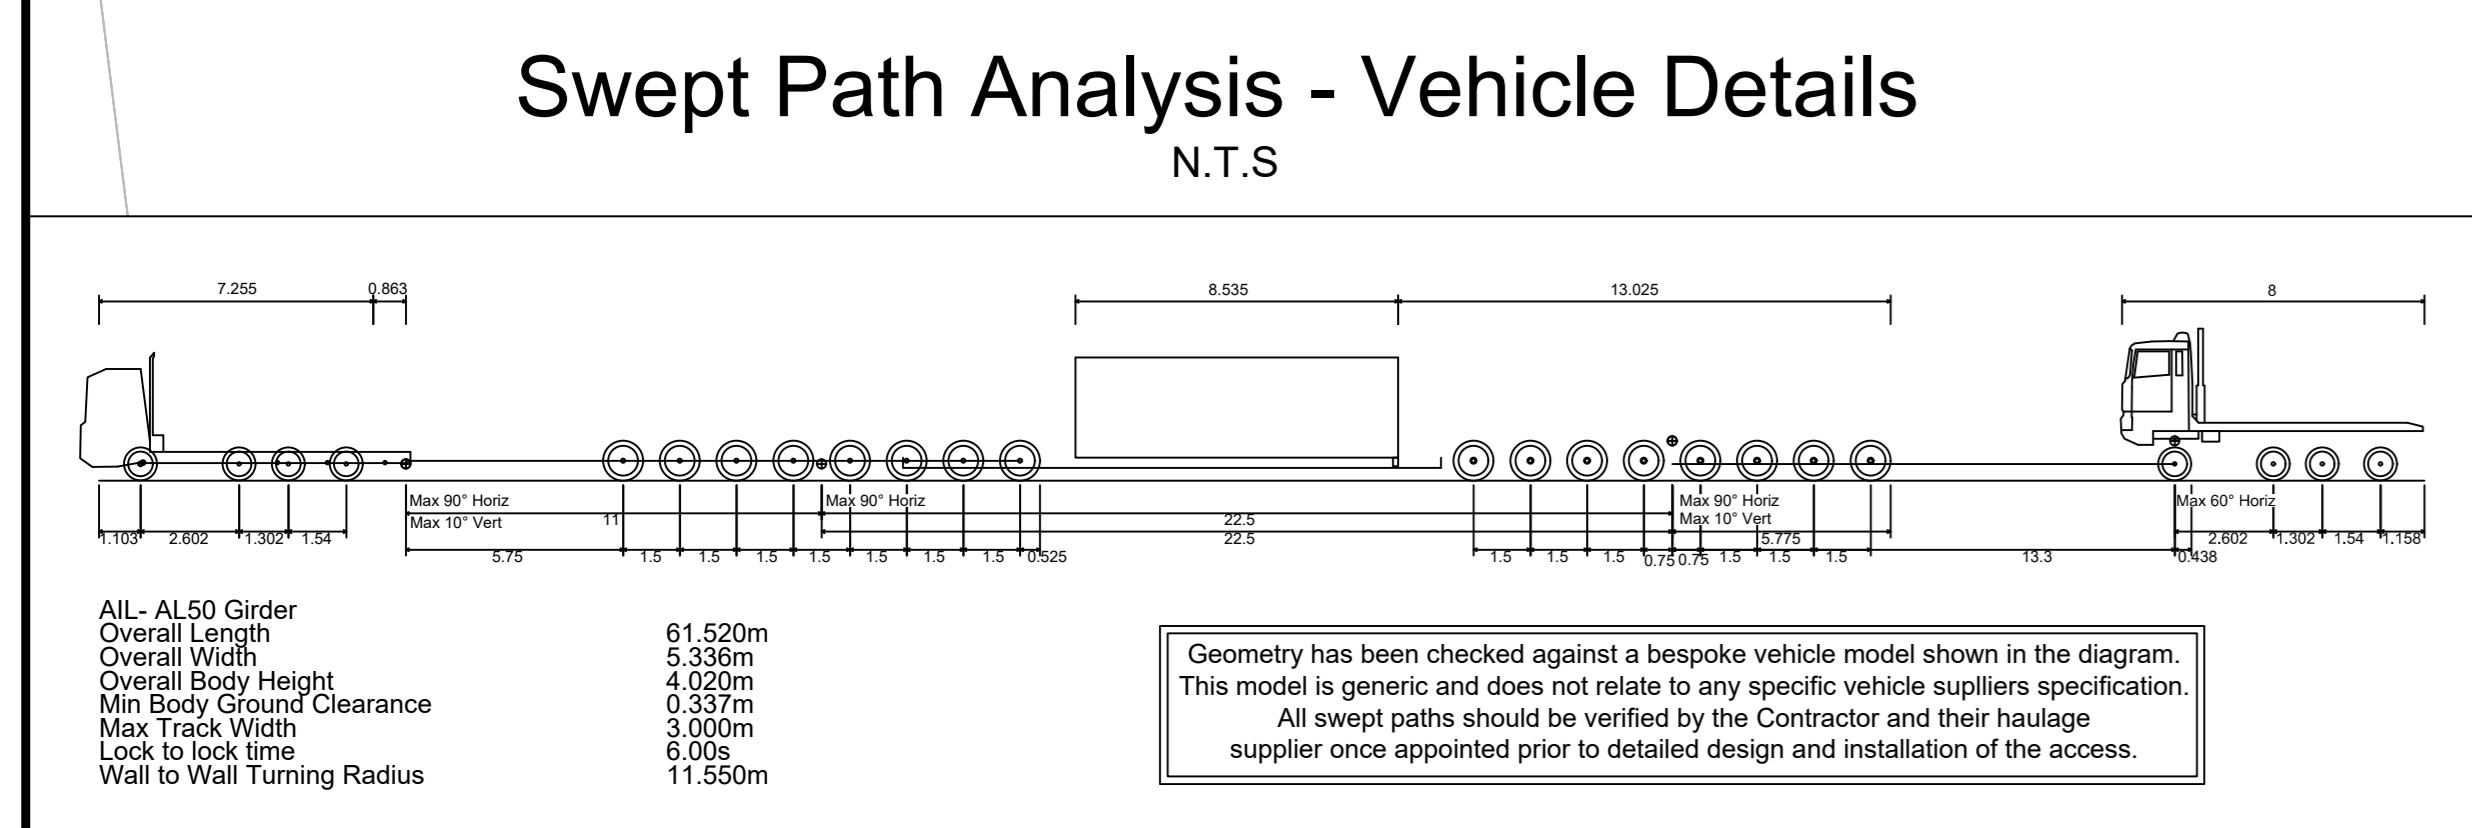 Swept Path Analysis - Vehicle Details
N.T.S
7.255 0.863 8.535 13.025 8
Max 90° Horiz Max 90° Horiz Max 90° Horiz Max 60° Horiz
Max 10° Vert 11 22.5 Max 10° Vert
1.103 2.602 1.302 1.54 22.5 5.775 2.602 1.302 1.54 1.158
5.75 1.5 1.5 1.5 1.5 1.5 1.5 1.5 0.525 1.5 1.5 1.5 0.75 0.75 1.5 1.5 1.5 13.3 0.438
AIL- AL50 Girder
Overall Length 61.520m
Overall Width 5.336m
Overall Body Height 4.020m
Min Body Ground Clearance 0.337m
Max Track Width 3.000m
Lock to lock time 6.00s
Wall to Wall Turning Radius 11.550m
Geometry has been checked against a bespoke vehicle model shown in the diagram.
This model is generic and does not relate to any specific vehicle suplliers specification.
All swept paths should be verified by the Contractor and their haulage
supplier once appointed prior to detailed design and installation of the access.